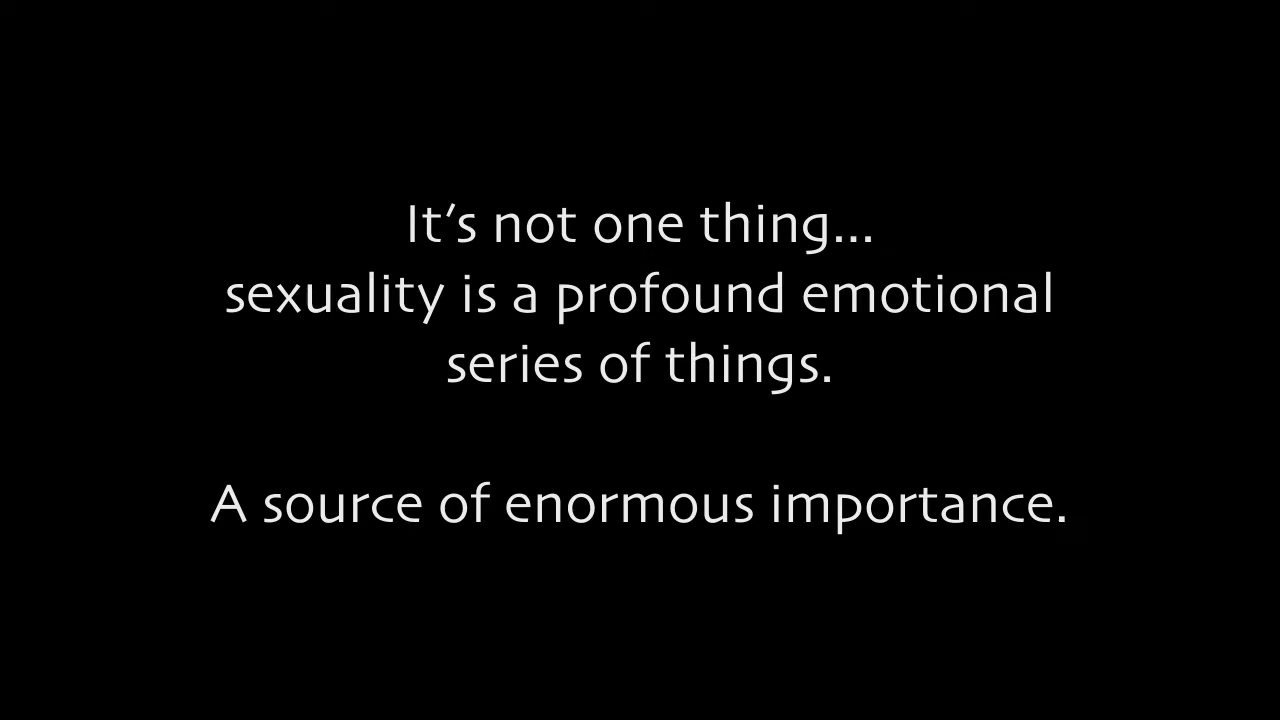 It's not one thing...
sexuality is a profound emotional
series of things.
A source of enormous importance.